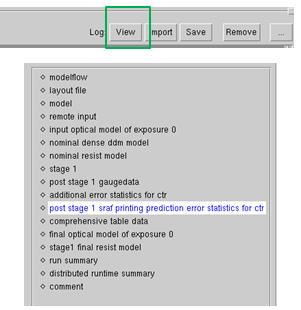 Log: View Import Save Remove ...
modelflow
layout file
model
remote input
input optical model of exposure 0
nominal dense ddm model
nominal resist model
stage 1
post stage 1 gaugedata
additional error statistics for ctr
post stage 1 sraf printing prediction error statistics for ctr
comprehensive table data
final optical model of exposure 0
stage1 final resist model
run summary
distributed runtime summary
comment